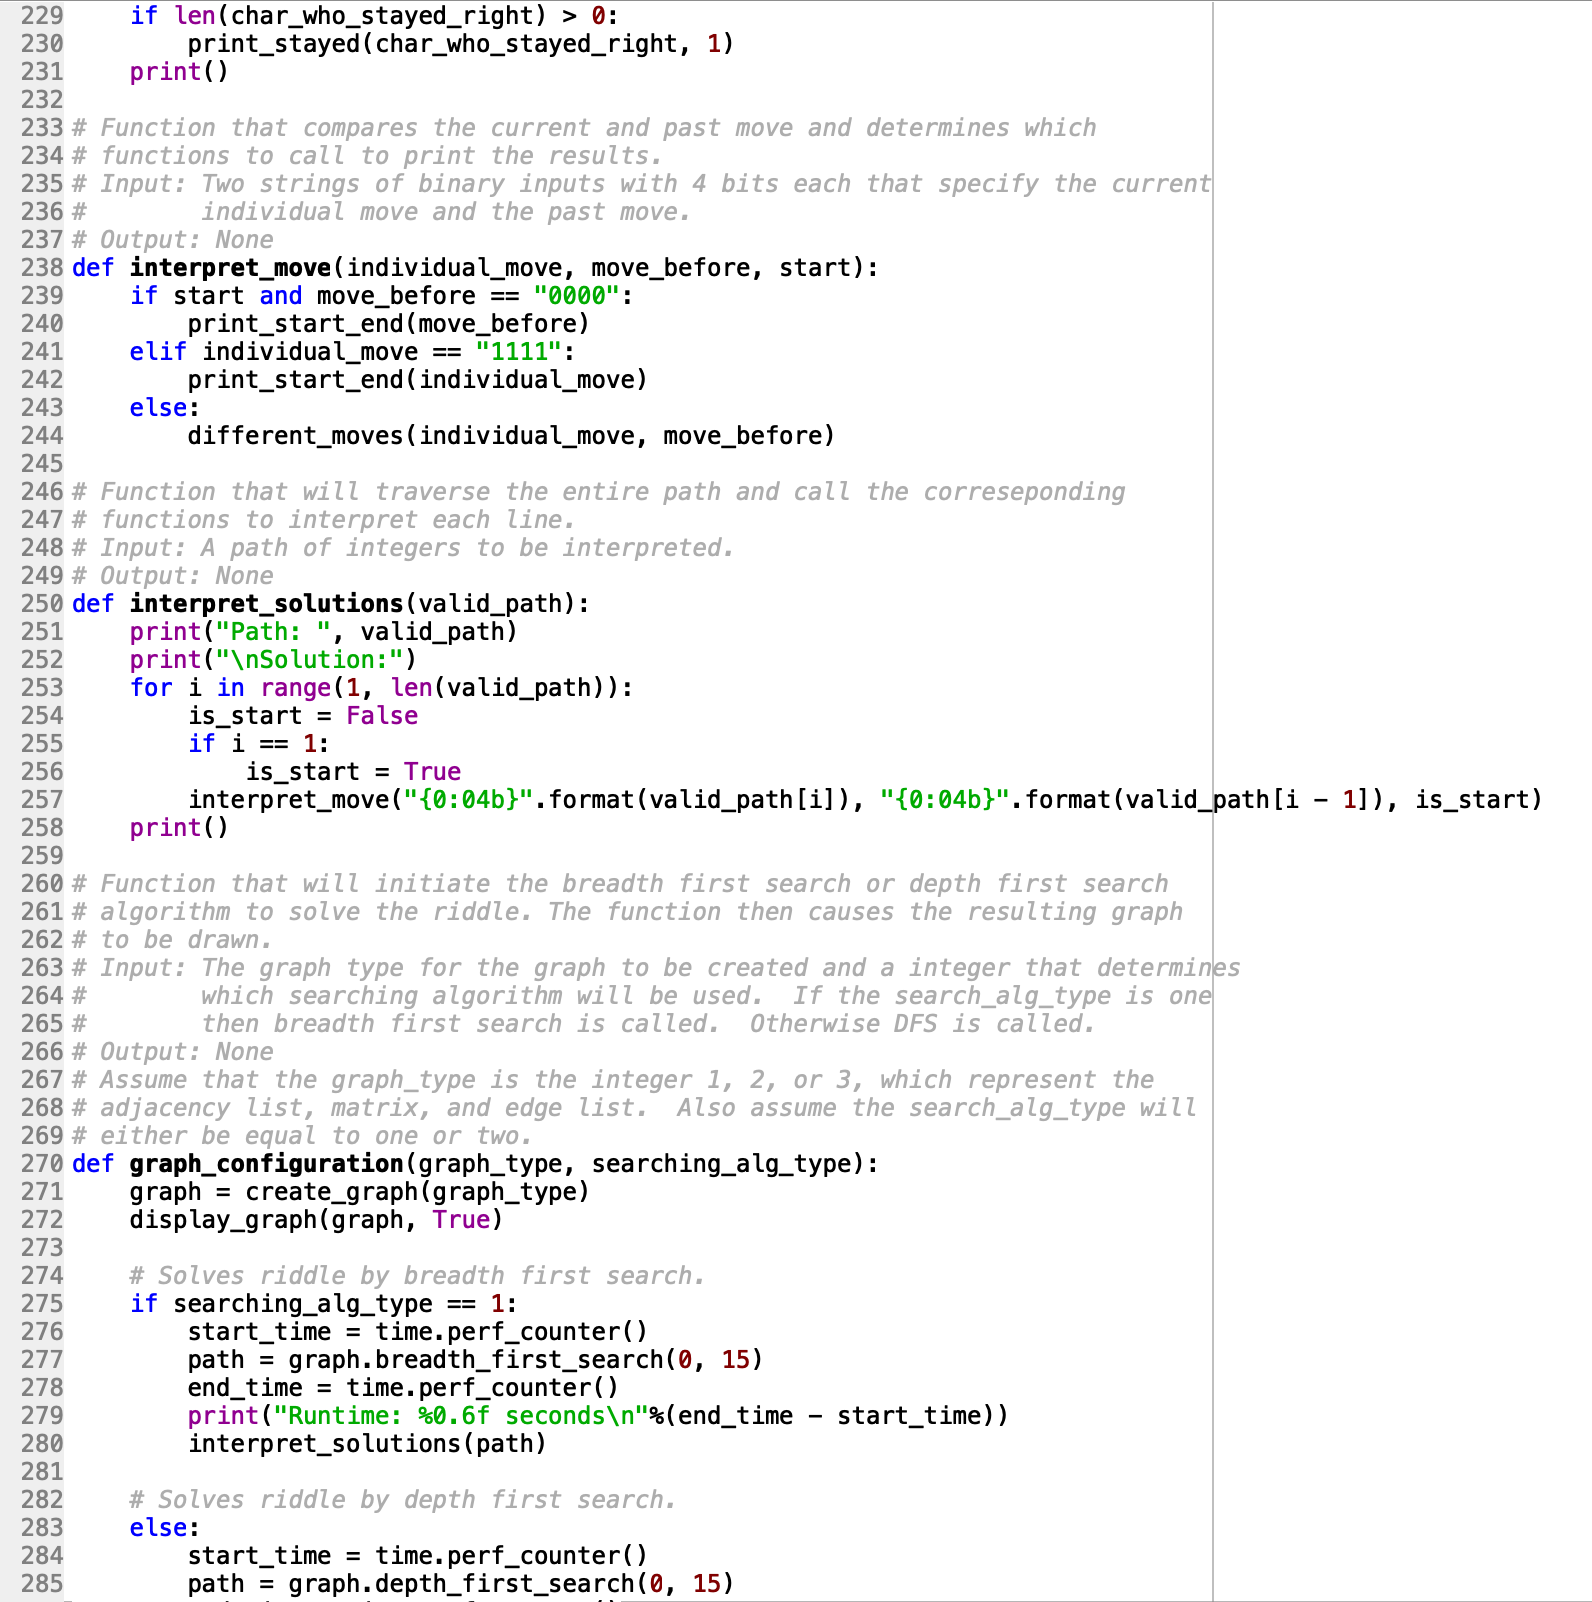 229     if len(char_who_stayed_right) > 0:
230         print_stayed(char_who_stayed_right, 1)
231     print()
232
233 # Function that compares the current and past move and determines which
234 # functions to call to print the results.
235 # Input: Two strings of binary inputs with 4 bits each that specify the current
236 #        individual move and the past move.
237 # Output: None
238 def interpret_move(individual_move, move_before, start):
239     if start and move_before == "0000":
240         print_start_end(move_before)
241     elif individual_move == "1111":
242         print_start_end(individual_move)
243     else:
244         different_moves(individual_move, move_before)
245
246 # Function that will traverse the entire path and call the correseponding
247 # functions to interpret each line.
248 # Input: A path of integers to be interpreted.
249 # Output: None
250 def interpret_solutions(valid_path):
251     print("Path: ", valid_path)
252     print("\nSolution:")
253     for i in range(1, len(valid_path)):
254         is_start = False
255         if i == 1:
256             is_start = True
257         interpret_move("{0:04b}".format(valid_path[i]), "{0:04b}".format(valid_path[i - 1]), is_start)
258     print()
259
260 # Function that will initiate the breadth first search or depth first search
261 # algorithm to solve the riddle. The function then causes the resulting graph
262 # to be drawn.
263 # Input: The graph type for the graph to be created and a integer that determines
264 #        which searching algorithm will be used.  If the search_alg_type is one
265 #        then breadth first search is called.  Otherwise DFS is called.
266 # Output: None
267 # Assume that the graph_type is the integer 1, 2, or 3, which represent the
268 # adjacency list, matrix, and edge list.  Also assume the search_alg_type will
269 # either be equal to one or two.
270 def graph_configuration(graph_type, searching_alg_type):
271     graph = create_graph(graph_type)
272     display_graph(graph, True)
273
274     # Solves riddle by breadth first search.
275     if searching_alg_type == 1:
276         start_time = time.perf_counter()
277         path = graph.breadth_first_search(0, 15)
278         end_time = time.perf_counter()
279         print("Runtime: %0.6f seconds\n"%(end_time - start_time))
280         interpret_solutions(path)
281
282     # Solves riddle by depth first search.
283     else:
284         start_time = time.perf_counter()
285         path = graph.depth_first_search(0, 15)